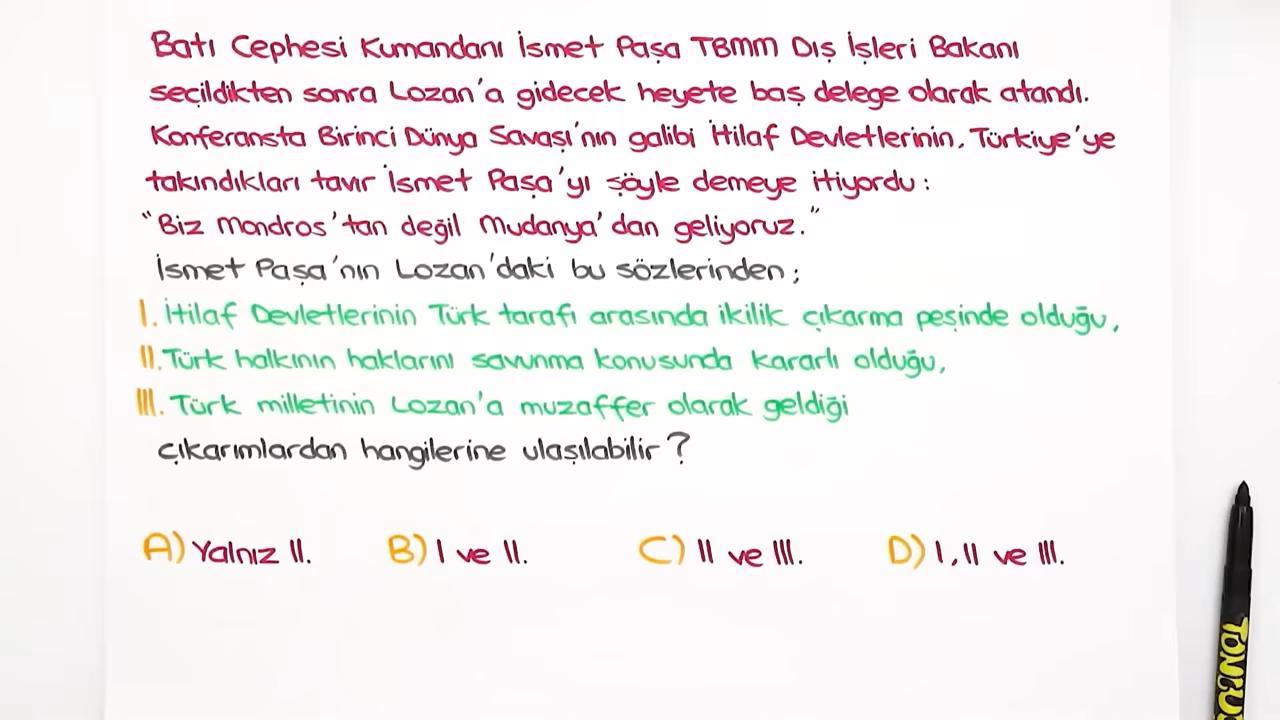 Batı Cephesi Kumandanı İsmet Paşa TBMM Dış İşleri Bakanı
seçildikten sonra Lozan'a gidecek heyete baş delege olarak atandı.
Konferansta Birinci Dünya Savaşı'nın galibi İtilaf Devletlerinin, Türkiye'ye
takındıkları tavır İsmet Paşa'yı şöyle demeye itiyordu:
"Biz Mondros'tan değil Mudanya'dan geliyoruz."
İsmet Paşa'nın Lozan'daki bu sözlerinden;
I. İtilaf Devletlerinin Türk tarafı arasında ikilik çıkarma peşinde olduğu,
II. Türk halkının haklarını savunma konusunda kararlı olduğu,
III. Türk milletinin Lozan'a muzaffer olarak geldiği
çıkarımlardan hangilerine ulaşılabilir?
A) Yalnız II. B) I ve II. C) II ve III. D) I, II ve III.